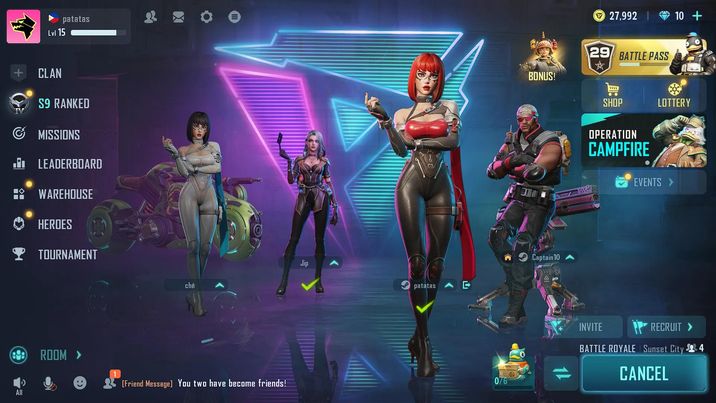 patatas
Lvl 15
27,992
10
CLAN
S9 RANKED
MISSIONS
LEADERBOARD
WAREHOUSE
HEROES
TOURNAMENT
BONUS!
29
BATTLE PASS
SHOP
LOTTERY
OPERATION
CAMPFIRE
EVENTS
ché
Jip
patatas
Captain10
INVITE
RECRUIT
BATTLE ROYALE | Sunset City 4
ROOM
All
1
[Friend Message] You two have become friends!
0/6
CANCEL